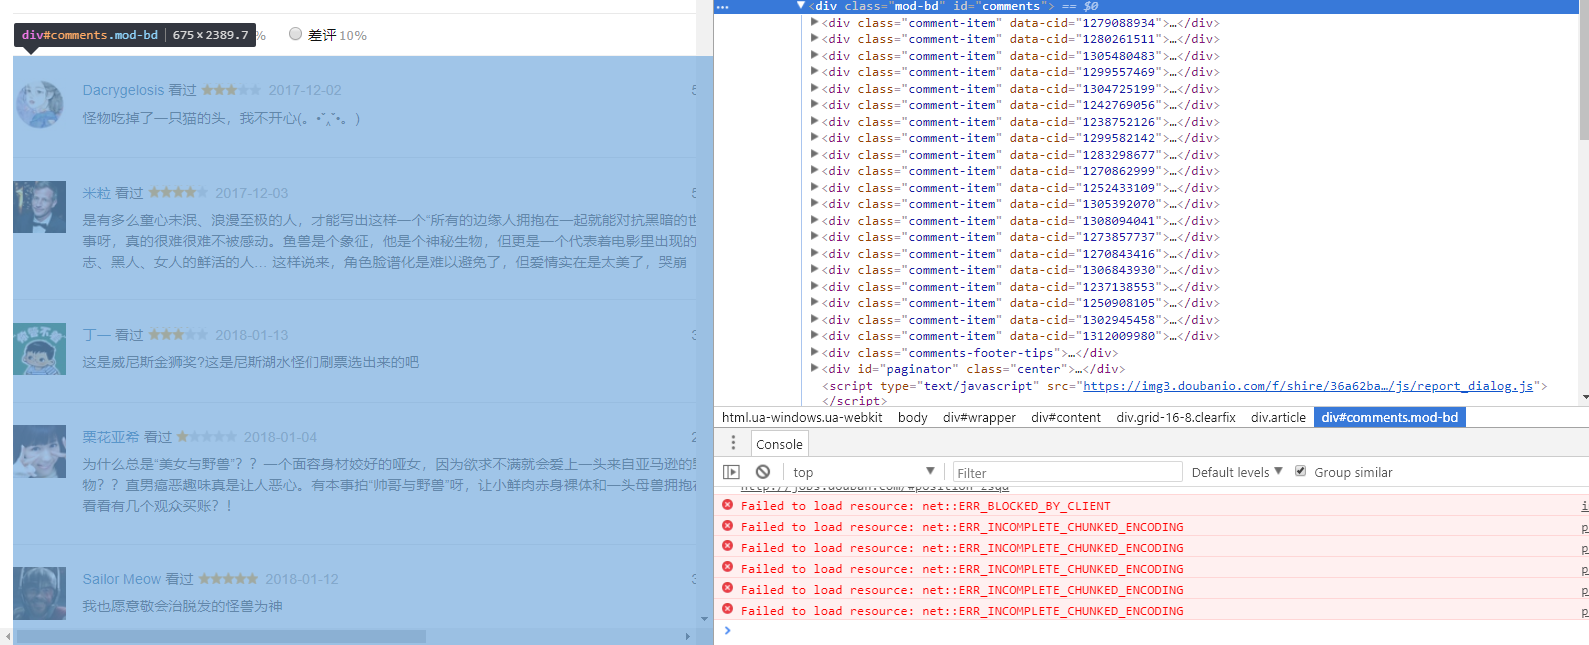 div#comments.mod-bd 675×2389.7 % 差评 10%
Dacrygelosis 看过 2017-12-02
怪物吃掉了一只猫的头，我不开心(。•ˇ‸ˇ•。)
米粒 看过 2017-12-03
是有多么童心未泯、浪漫至极的人，才能写出这样一个“所有的边缘人拥抱在一起就能对抗黑暗的世
事呀，真的很难很难不被感动。鱼兽是个象征，他是个神秘生物，但更是一个代表着电影里出现的
志、黑人、女人的鲜活的人... 这样说来，角色脸谱化是难以避免了，但爱情实在是太美了，哭崩
丁一 看过 2018-01-13
这是威尼斯金狮奖?这是尼斯湖水怪们刷票选出来的吧
栗花亚希 看过 2018-01-04
为什么总是“美女与野兽”？？一个面容身材姣好的哑女，因为欲求不满就会爱上一头来自亚马逊的野
物？？直男癌恶趣味真是让人恶心。有本事拍“帅哥与野兽”呀，让小鲜肉赤身裸体和一头母兽拥抱在
看看有几个观众买账？！
Sailor Meow 看过 2018-01-12
我也愿意敬会治脱发的怪兽为神
<div class="mod-bd" id="comments"> == $0
<div class="comment-item" data-cid="1279088934">…</div>
<div class="comment-item" data-cid="1280261511">…</div>
<div class="comment-item" data-cid="1305480483">…</div>
<div class="comment-item" data-cid="1299557469">…</div>
<div class="comment-item" data-cid="1304725199">…</div>
<div class="comment-item" data-cid="1242769056">…</div>
<div class="comment-item" data-cid="1238752126">…</div>
<div class="comment-item" data-cid="1299582142">…</div>
<div class="comment-item" data-cid="1283298677">…</div>
<div class="comment-item" data-cid="1270862999">…</div>
<div class="comment-item" data-cid="1252433109">…</div>
<div class="comment-item" data-cid="1305392070">…</div>
<div class="comment-item" data-cid="1308094041">…</div>
<div class="comment-item" data-cid="1273857737">…</div>
<div class="comment-item" data-cid="1270843416">…</div>
<div class="comment-item" data-cid="1306843930">…</div>
<div class="comment-item" data-cid="1237138553">…</div>
<div class="comment-item" data-cid="1250908105">…</div>
<div class="comment-item" data-cid="1302945458">…</div>
<div class="comment-item" data-cid="1312009980">…</div>
<div class="comments-footer-tips">…</div>
<div id="paginator" class="center">…</div>
<script type="text/javascript" src="https://img3.doubanio.com/f/shire/36a62ba…/js/report_dialog.js">
</script>
html.ua-windows.ua-webkit body div#wrapper div#content div.grid-16-8.clearfix div.article div#comments.mod-bd
Console
top Filter Default levels Group similar
http://jobs.douban.com/#position-zsqd
Failed to load resource: net::ERR_BLOCKED_BY_CLIENT
Failed to load resource: net::ERR_INCOMPLETE_CHUNKED_ENCODING
Failed to load resource: net::ERR_INCOMPLETE_CHUNKED_ENCODING
Failed to load resource: net::ERR_INCOMPLETE_CHUNKED_ENCODING
Failed to load resource: net::ERR_INCOMPLETE_CHUNKED_ENCODING
Failed to load resource: net::ERR_INCOMPLETE_CHUNKED_ENCODING